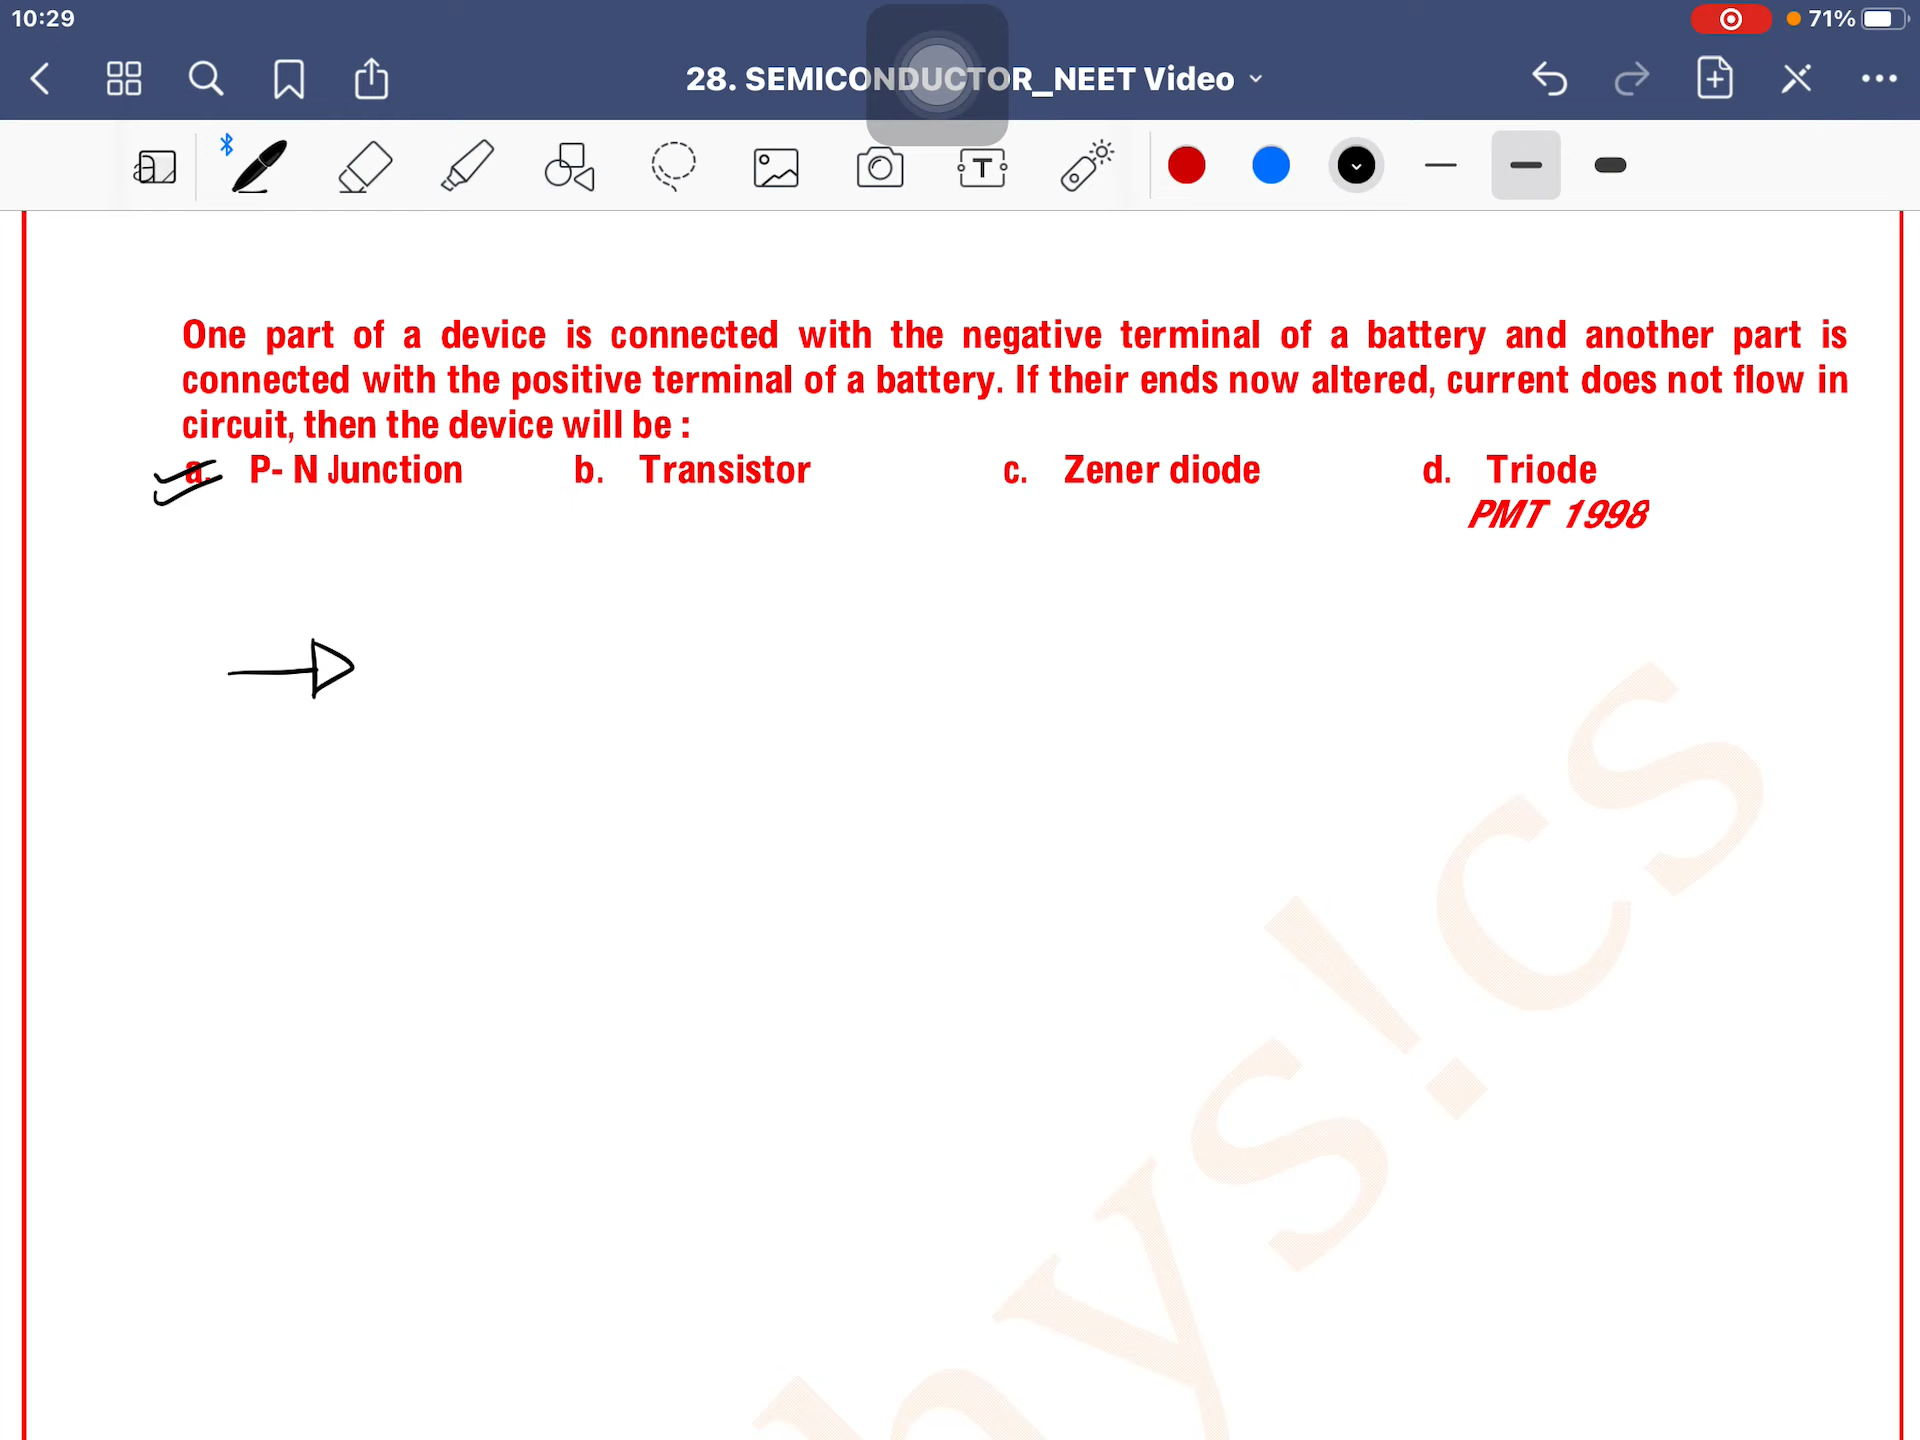 10:29
71%
28. SEMICONDUCTOR_NEET Video
One part of a device is connected with the negative terminal of a battery and another part is
connected with the positive terminal of a battery. If their ends now altered, current does not flow in
circuit, then the device will be :
a. P- N Junction b. Transistor c. Zener diode d. Triode
PMT 1998
hys!cs